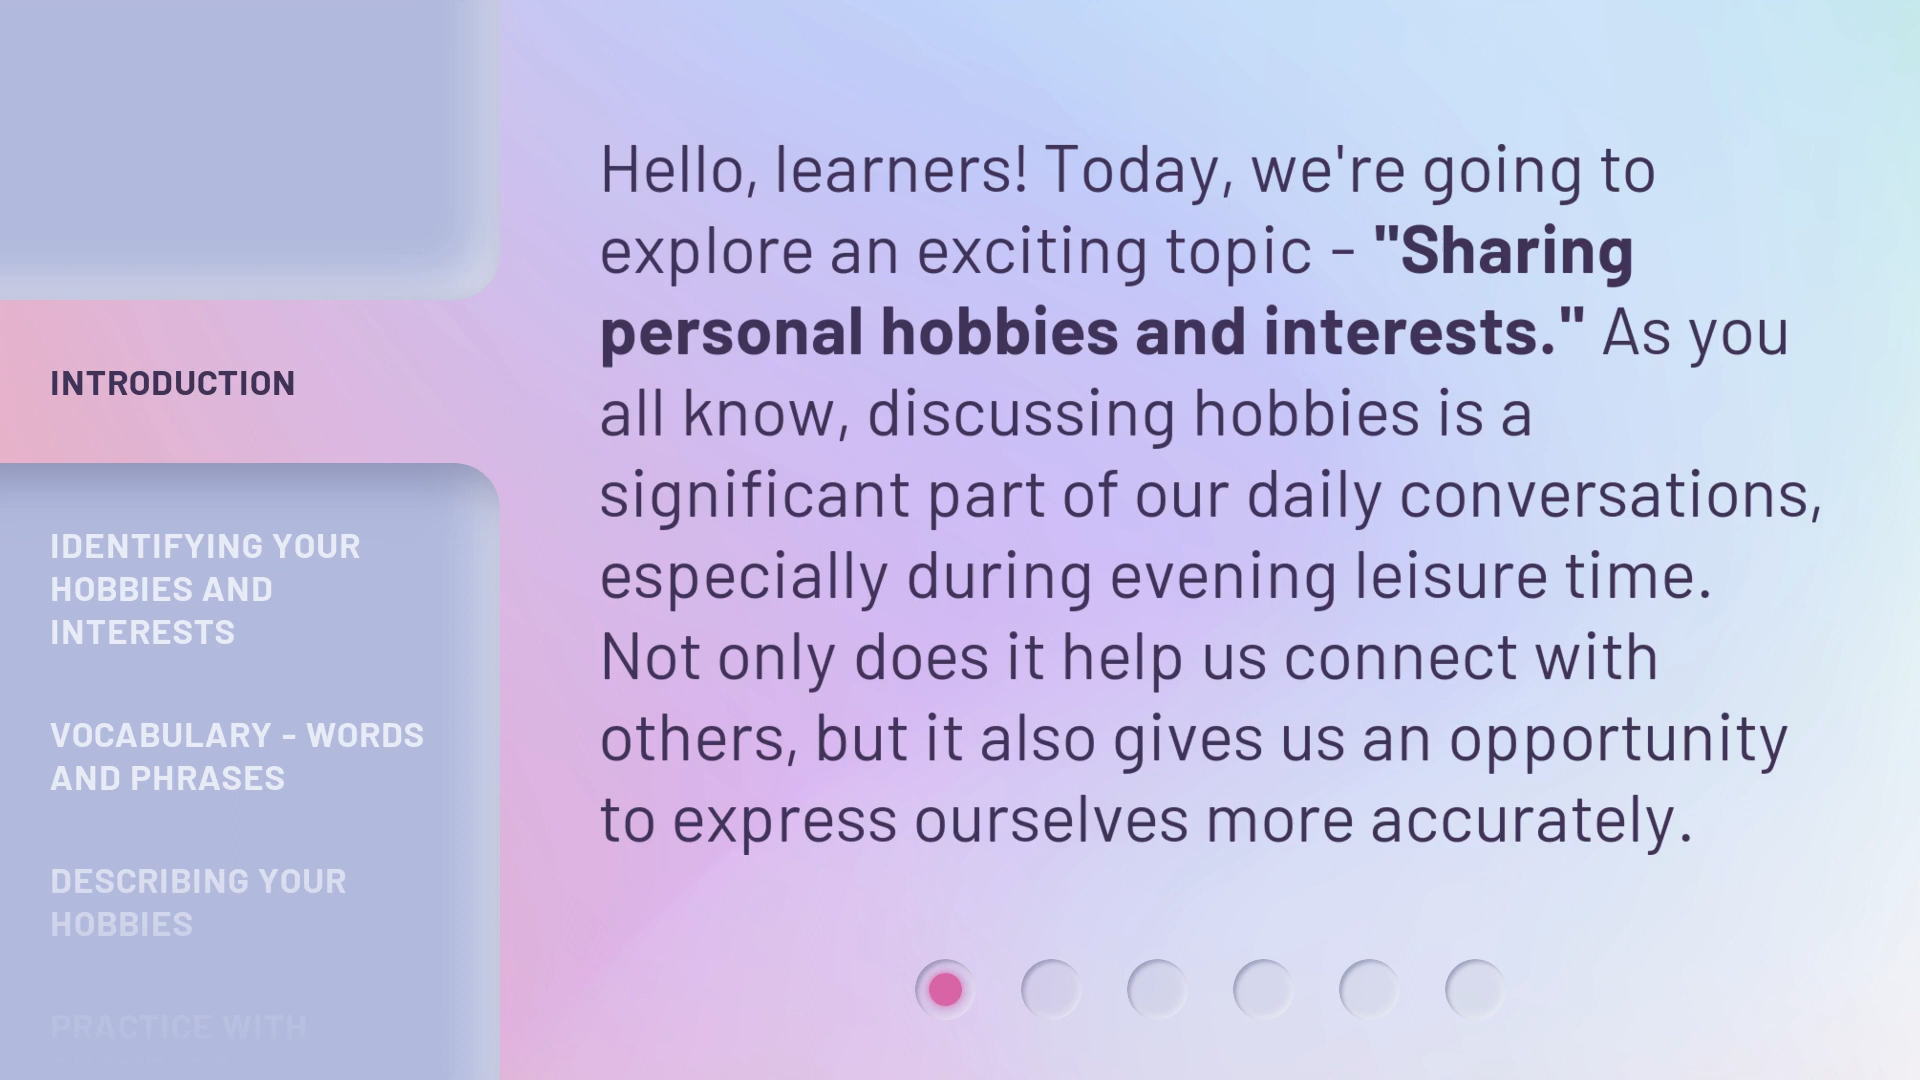 INTRODUCTION
IDENTIFYING YOUR
HOBBIES AND
INTERESTS
VOCABULARY - WORDS
AND PHRASES
DESCRIBING YOUR
HOBBIES
PRACTICE WITH
Hello, learners! Today, we're going to
explore an exciting topic - "Sharing
personal hobbies and interests." As you
all know, discussing hobbies is a
significant part of our daily conversations,
especially during evening leisure time.
Not only does it help us connect with
others, but it also gives us an opportunity
to express ourselves more accurately.